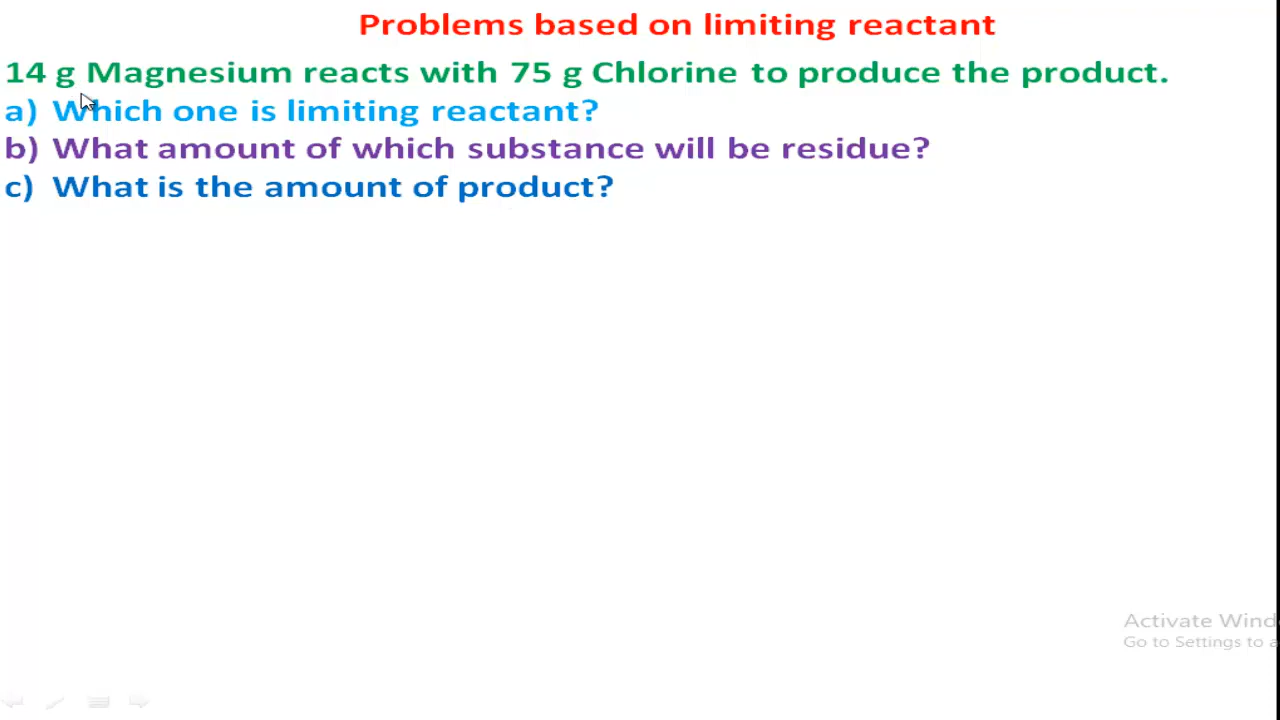 Problems based on limiting reactant
14 g Magnesium reacts with 75 g Chlorine to produce the product.
a) Which one is limiting reactant?
b) What amount of which substance will be residue?
c) What is the amount of product?
Activate Wind
Go to Settings to a